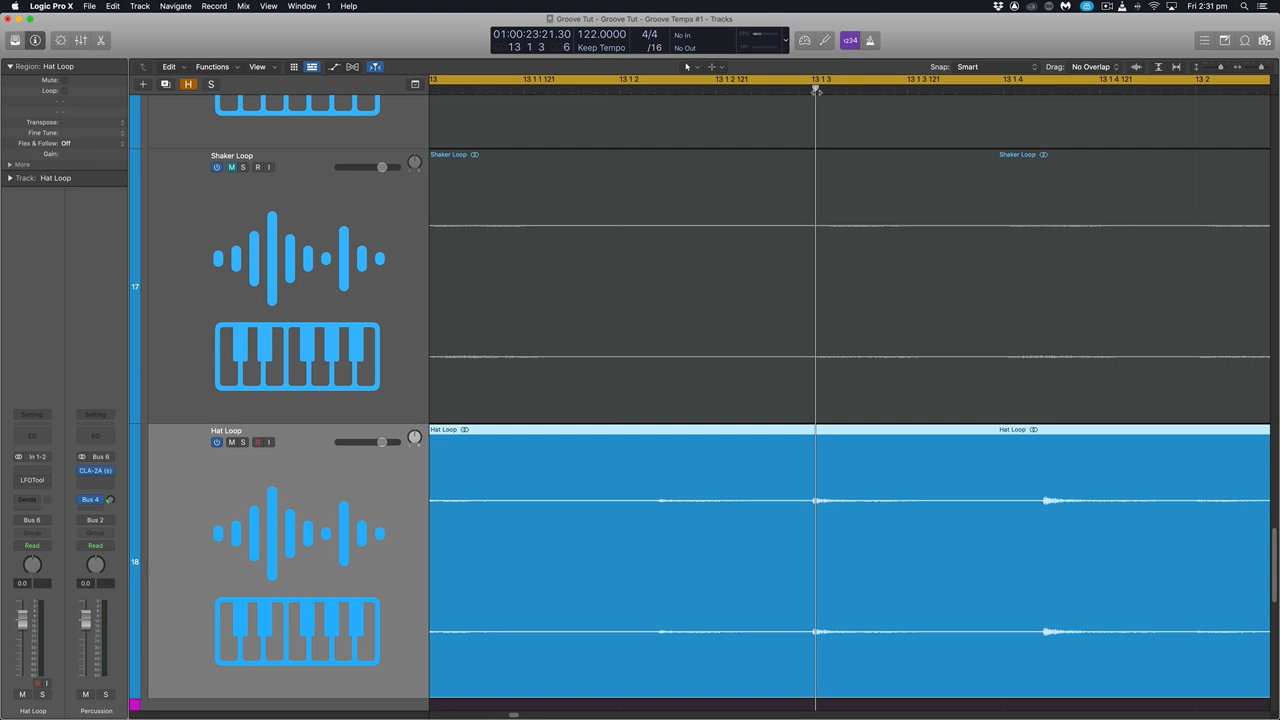 Logic Pro X File Edit Track Navigate Record Mix View Window 1 Help Fri 2:31 pm
Groove Tut - Groove Temps #1 - Tracks
01:00:23:21.30 122.0000 4/4 No In
13 1 3 6 Keep Tempo /16 No Out
1234
Region: Hat Loop
Edit Functions View Snap: Smart Drag: No Overlap
Mute:
Loop:
H S
13 13 1 1 121 13 1 2 13 1 2 121 13 1 3 13 1 3 121 13 1 4 13 1 4 121 13 2
Transpose:
Fine Tune:
Flex & Follow: Off
Gain:
More
Track: Hat Loop
Shaker Loop
M S R I
Shaker Loop Shaker Loop
17
Hat Loop
M S R I
Hat Loop Hat Loop
18
Setting Setting
EQ EQ
In 1-2 Bus 6
LFOTool CLA-2A (s)
Sends Bus 4
Bus 6 Bus 2
Group Group
Read Read
0.0 0.0
R I
M S M S
Hat Loop Percussion